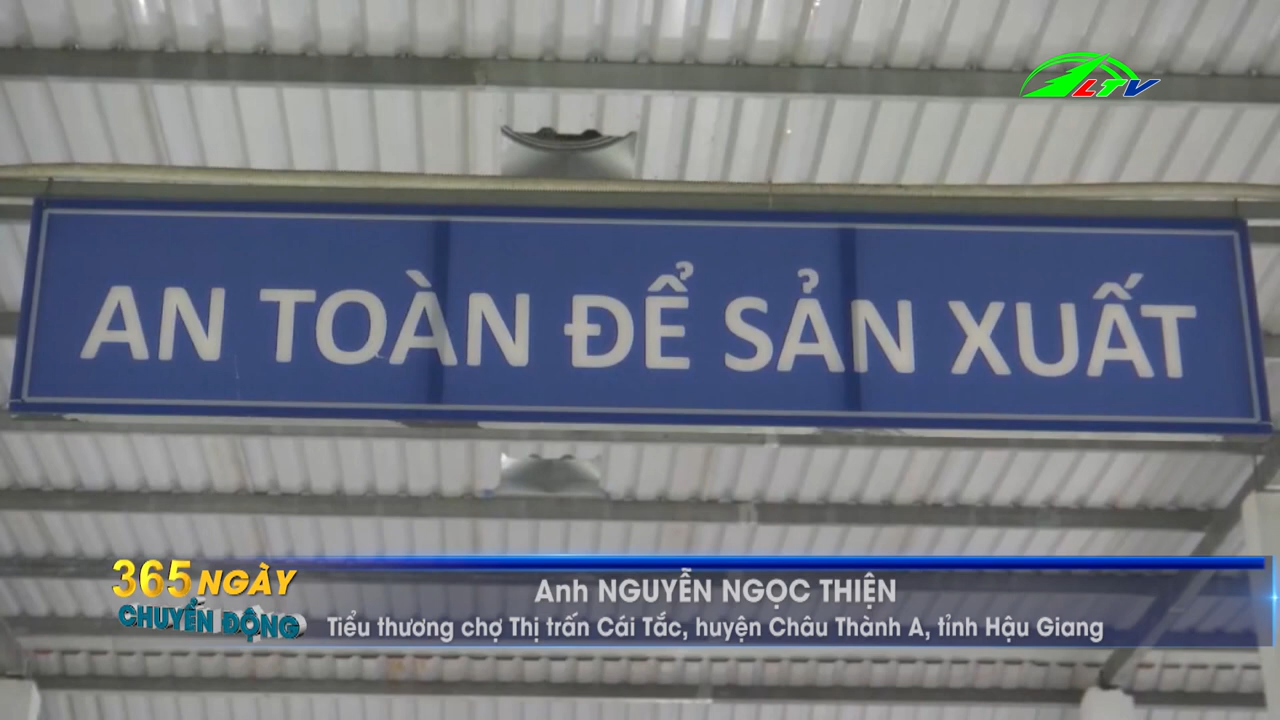 LTV
AN TOÀN ĐỂ SẢN XUẤT
365 NGÀY
CHUYỂN ĐỘNG
Anh NGUYỄN NGỌC THIỆN
Tiểu thương chợ Thị trấn Cái Tắc, huyện Châu Thành A, tỉnh Hậu Giang